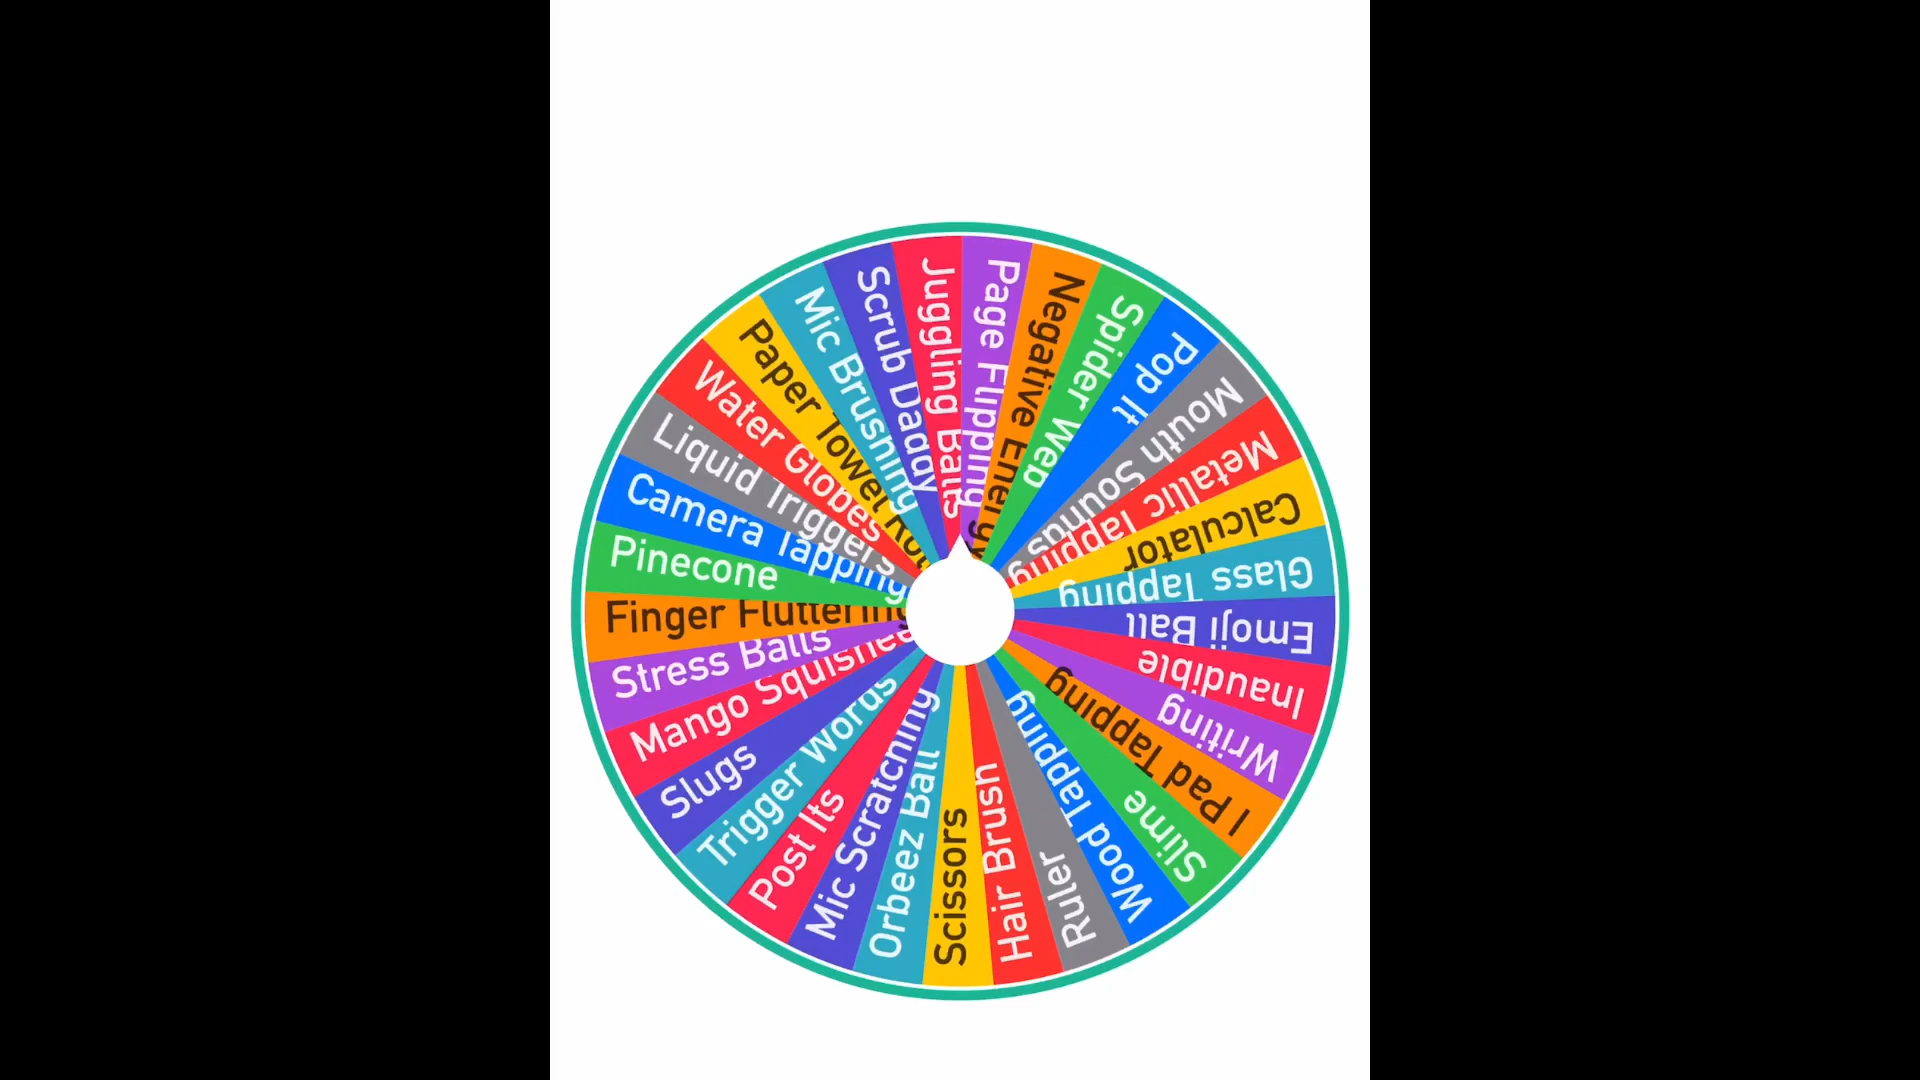 Page Flipping
Negative Energy
Spider Web
Pop It
Mouth Sounds
Metallic Tapping
Calculator
Glass Tapping
Emoji Ball
Inaudible
Writing
I Pad Tapping
Slime
Wood Tapping
Ruler
Hair Brush
Scissors
Orbeez Ball
Mic Scratching
Post Its
Trigger Words
Slugs
Mango Squishee
Stress Balls
Finger Fluttering
Pinecone
Camera Tapping
Liquid Triggers
Water Globes
Paper Towel Roll
Mic Brushing
Scrub Daddy
Juggling Balls